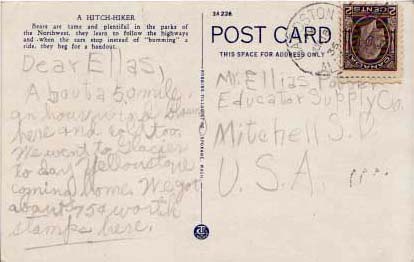 A HITCH-HIKER
Bears are tame and plentiful in the parks of
the Northwest, they learn to follow the highways
and when the cars stop instead of "bumming" a
ride, they beg for a handout.
Dear Ellas,
About a 50 mile
an hour wind blowing
here and cold too.
We went to Glacier
to day Yellowstone
coming home. We got
about 75¢ worth
stamps here.
3A228
POST CARD
THIS SPACE FOR ADDRESS ONLY
Mr. Ellias
Educator Supply Co.
Mitchell S. D.
U. S. A.
2 CENTS 2